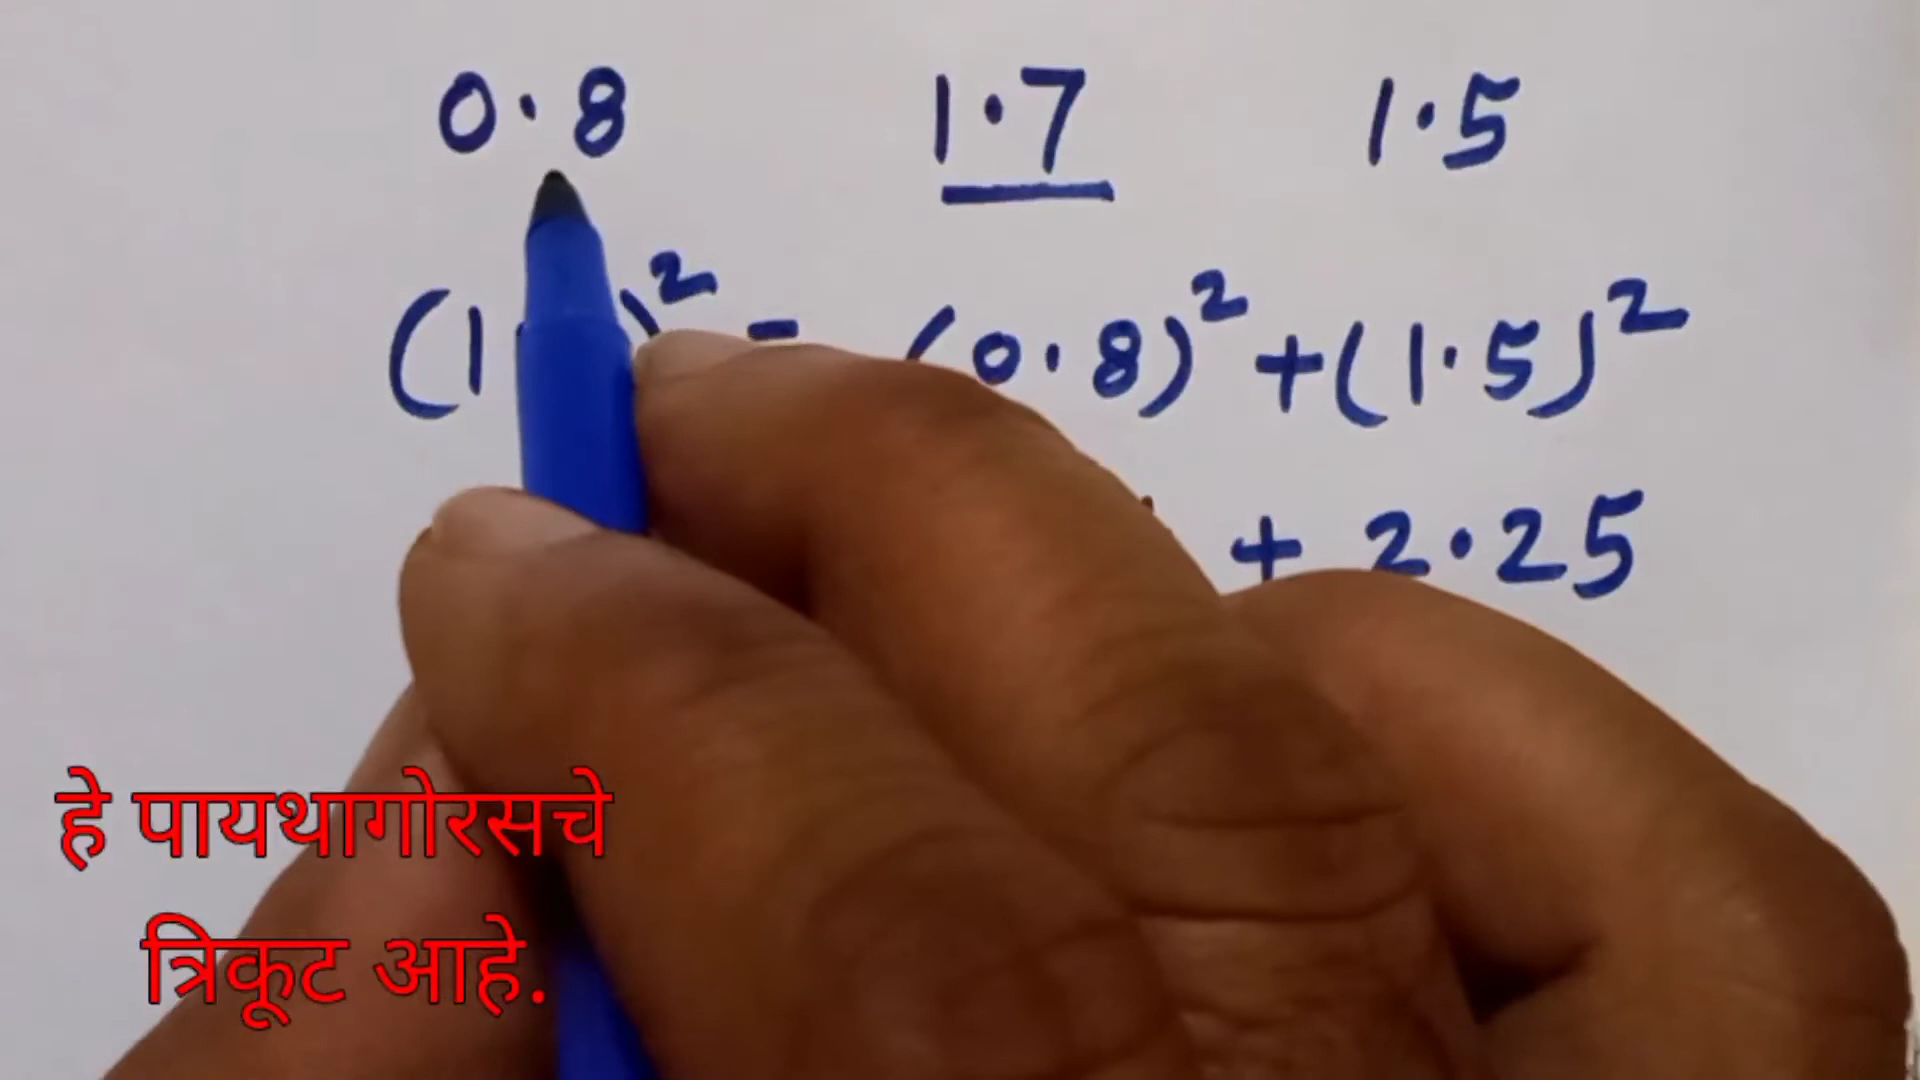 0.8 1.7 1.5
(1 )² = (0.8)² + (1.5)²
+ 2.25
हे पायथागोरसचे
त्रिकूट आहे.